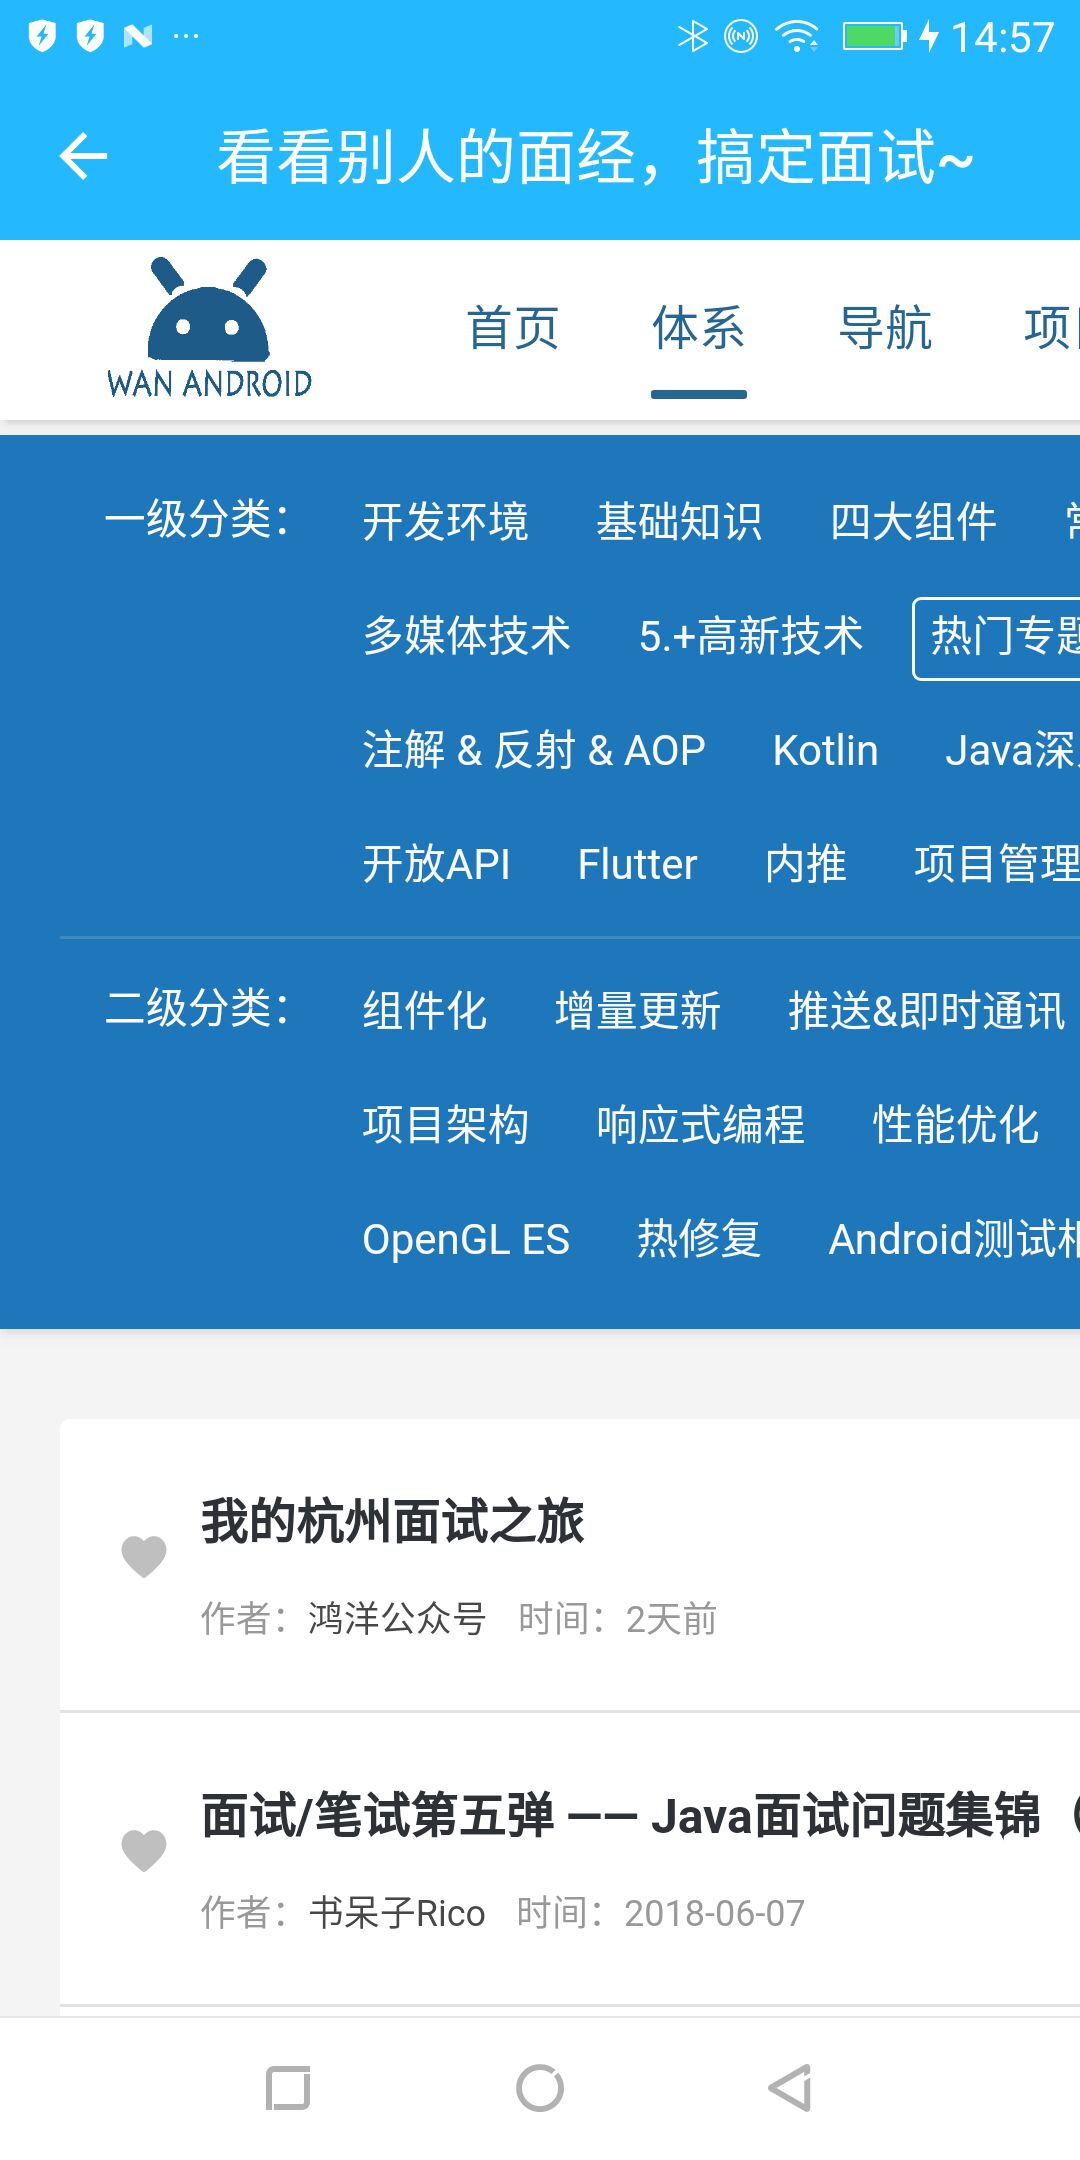 14:57
看看别人的面经，搞定面试~
WAN ANDROID
首页 体系 导航 项
一级分类： 开发环境 基础知识 四大组件
多媒体技术 5.+高新技术 热门专题
注解 & 反射 & AOP Kotlin Java深
开放API Flutter 内推 项目管理
二级分类： 组件化 增量更新 推送&即时通讯
项目架构 响应式编程 性能优化
OpenGL ES 热修复 Android测试
我的杭州面试之旅
作者：鸿洋公众号 时间：2天前
面试/笔试第五弹 —— Java面试问题集锦（
作者：书呆子Rico 时间：2018-06-07